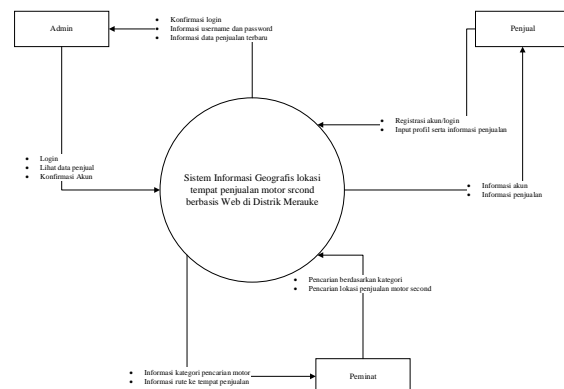 Admin
• Konfirmasi login
• Informasi username dan password
• Informasi data penjualan terbaru
Penjual
• Registrasi akun/login
• Input profil serta informasi penjualan
• Login
• Lihat data penjual
• Konfirmasi Akun
Sistem Informasi Geografis lokasi
tempat penjualan motor srcond
berbasis Web di Distrik Merauke
• Informasi akun
• Informasi penjualan
• Pencarian berdasarkan kategori
• Pencarian lokasi penjualan motor second
• Informasi kategori pencarian motor
• Informasi rute ke tempat penjualan
Peminat